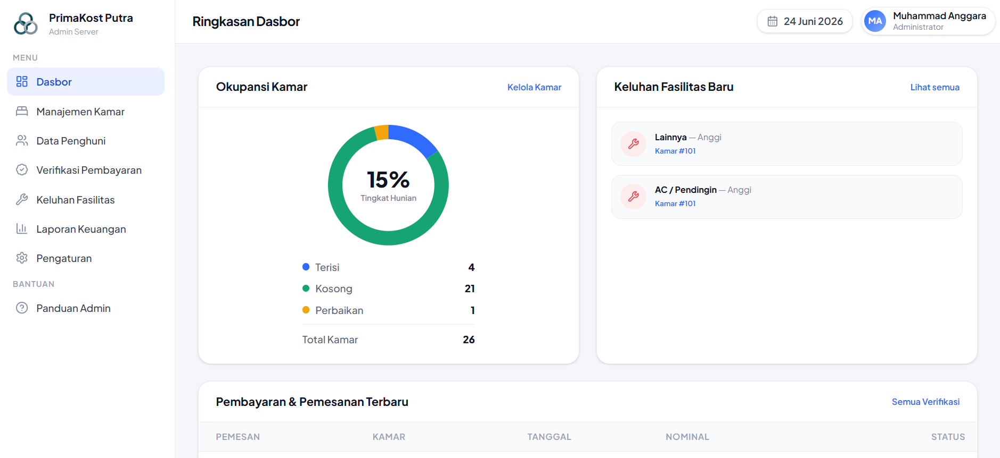 PrimaKost Putra
Admin Server
MENU
Dasbor
Manajemen Kamar
Data Penghuni
Verifikasi Pembayaran
Keluhan Fasilitas
Laporan Keuangan
Pengaturan
BANTUAN
Panduan Admin
Ringkasan Dasbor
24 Juni 2026
MA
Muhammad Anggara
Administrator
Okupansi Kamar
Kelola Kamar
15%
Tingkat Hunian
Terisi 4
Kosong 21
Perbaikan 1
Total Kamar 26
Keluhan Fasilitas Baru
Lihat semua
Lainnya — Anggi
Kamar #101
AC / Pendingin — Anggi
Kamar #101
Pembayaran & Pemesanan Terbaru
Semua Verifikasi
PEMESAN KAMAR TANGGAL NOMINAL STATUS